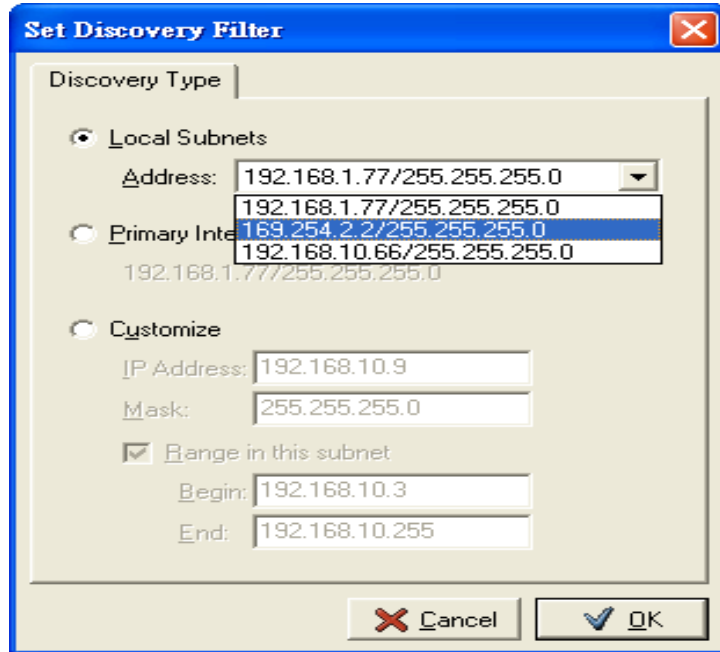 Set Discovery Filter
Discovery Type
Local Subnets
Address: 192.168.1.77/255.255.255.0
192.168.1.77/255.255.255.0
169.254.2.2/255.255.255.0
192.168.10.66/255.255.255.0
Primary Inte
192.168.1.77/255.255.255.0
Customize
IP Address: 192.168.10.9
Mask: 255.255.255.0
Range in this subnet
Begin: 192.168.10.3
End: 192.168.10.255
Cancel
OK